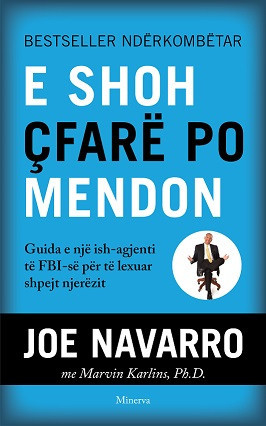 BESTSELLER NDËRKOMBËTAR
E SHOH
ÇFARË PO
MENDON
Guida e një ish-agjenti
të FBI-së për të lexuar
shpejt njerëzit
JOE NAVARRO
me Marvin Karlins, Ph.D.
Minerva